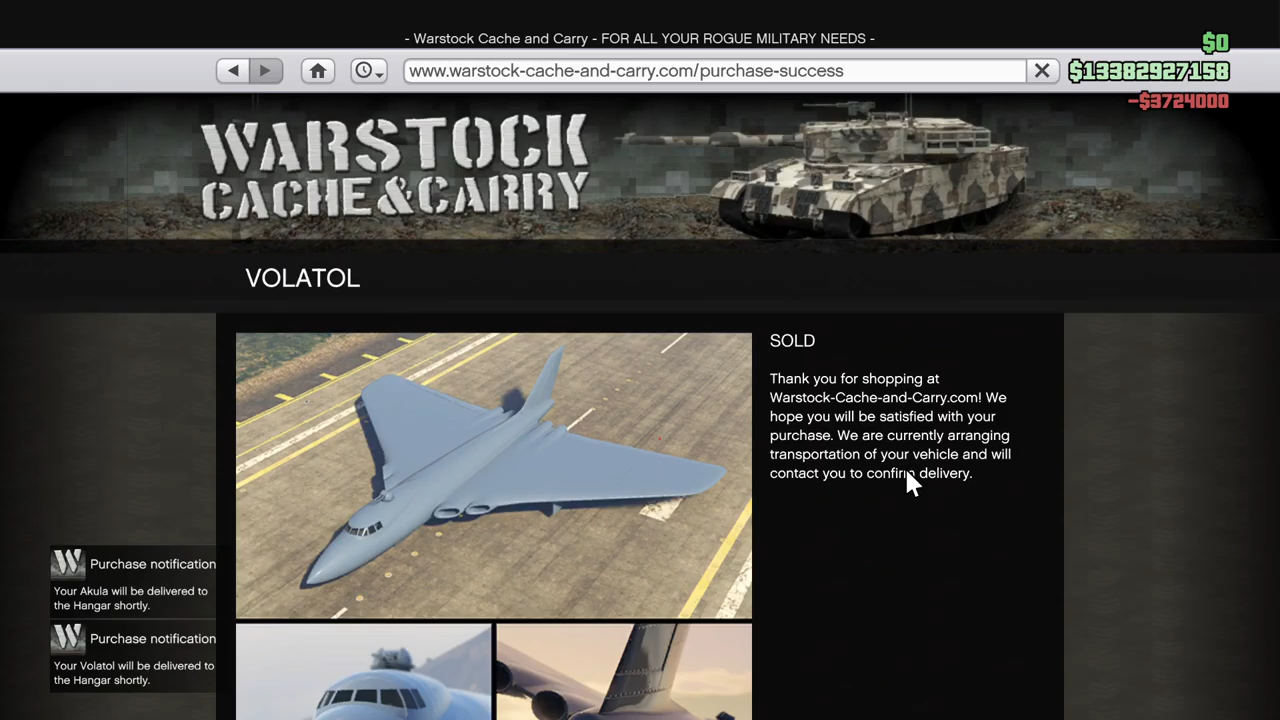 - Warstock Cache and Carry - FOR ALL YOUR ROGUE MILITARY NEEDS -
$0
www.warstock-cache-and-carry.com/purchase-success
$13382927158
-$3724000
WARSTOCK
CACHE&CARRY
VOLATOL
SOLD
Thank you for shopping at
Warstock-Cache-and-Carry.com! We
hope you will be satisfied with your
purchase. We are currently arranging
transportation of your vehicle and will
contact you to confirm delivery.
W
Purchase notification
Your Akula will be delivered to
the Hangar shortly.
W
Purchase notification
Your Volatol will be delivered to
the Hangar shortly.